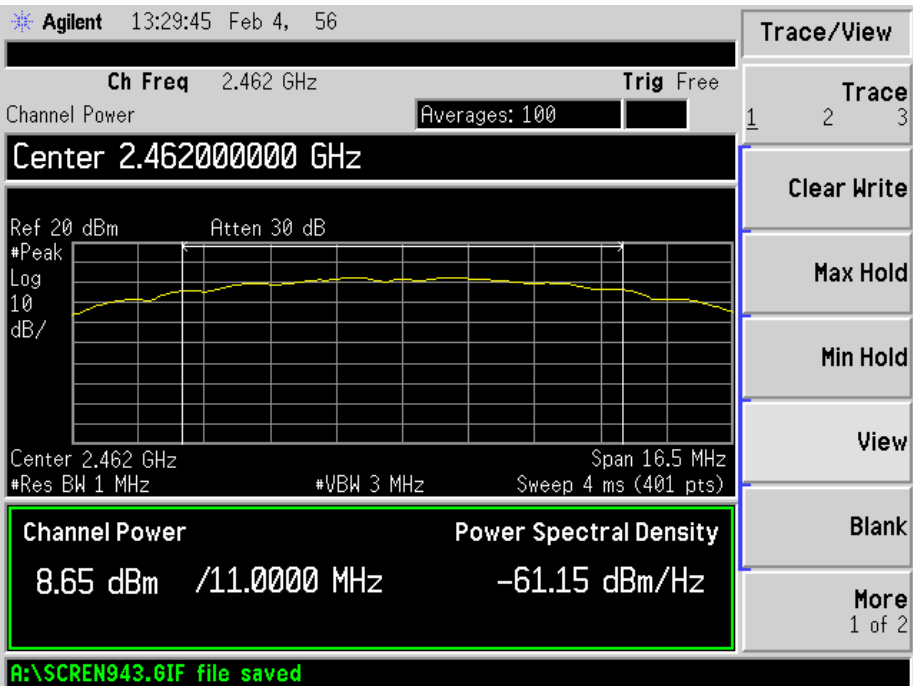 Agilent 13:29:45 Feb 4, 56
Trace/View
Ch Freq 2.462 GHz Trig Free
Channel Power Averages: 100
Trace
1 2 3
Center 2.462000000 GHz
Clear Write
Ref 20 dBm Atten 30 dB
#Peak
Log
10
dB/
Max Hold
Min Hold
View
Center 2.462 GHz Span 16.5 MHz
#Res BW 1 MHz #VBW 3 MHz Sweep 4 ms (401 pts)
Channel Power Power Spectral Density
8.65 dBm /11.0000 MHz -61.15 dBm/Hz
Blank
More
1 of 2
A:\SCREN943.GIF file saved